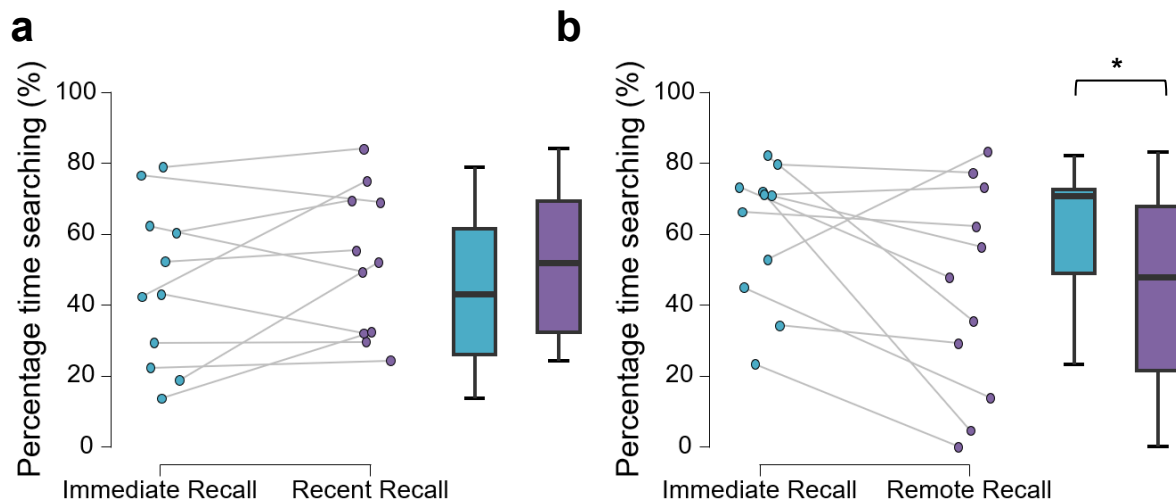 a
Percentage time searching (%)
100
80
60
40
20
0
Immediate Recall
Recent Recall
b
Percentage time searching (%)
100
80
60
40
20
0
Immediate Recall
Remote Recall
*